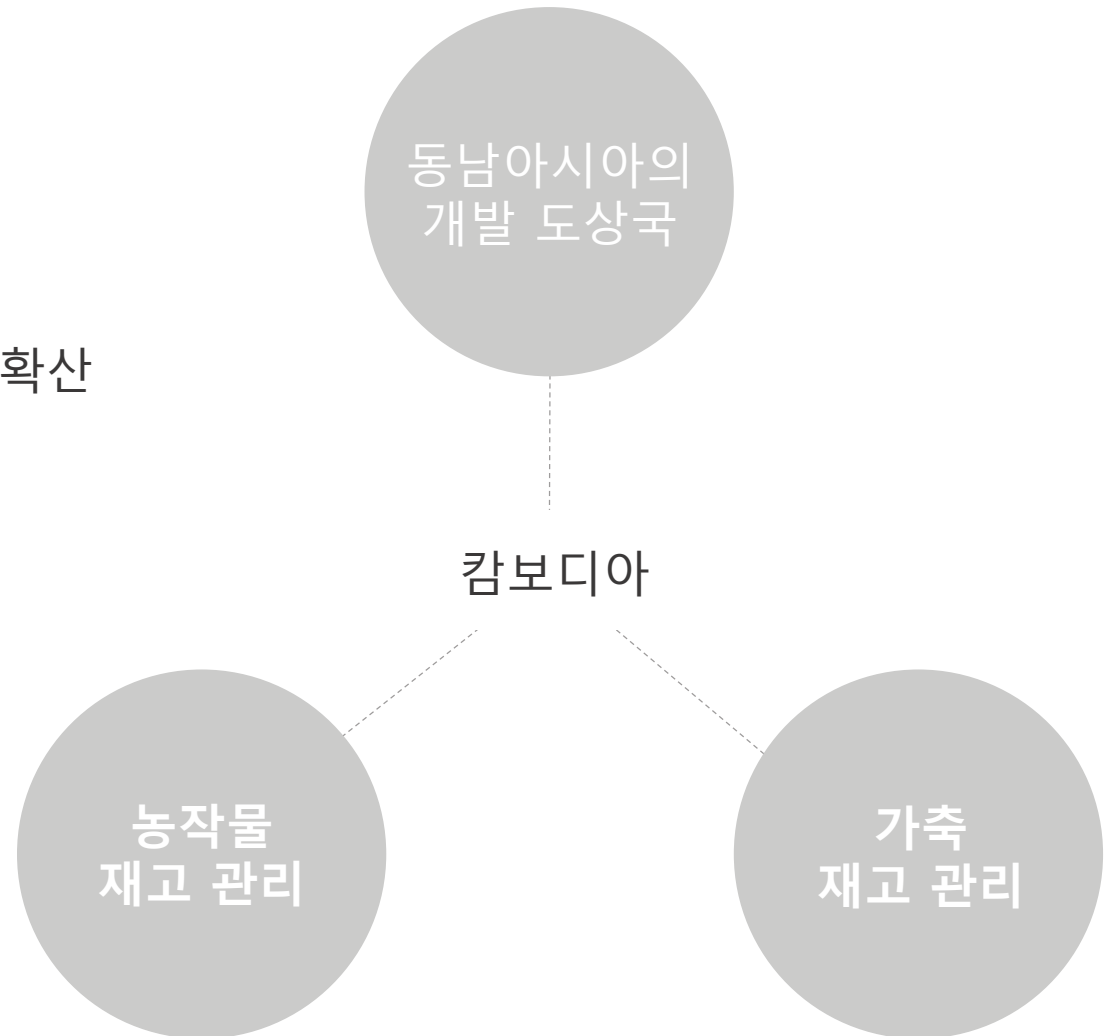 동남아시아의
개발 도상국
확산
캄보디아
농작물
재고 관리
가축
재고 관리